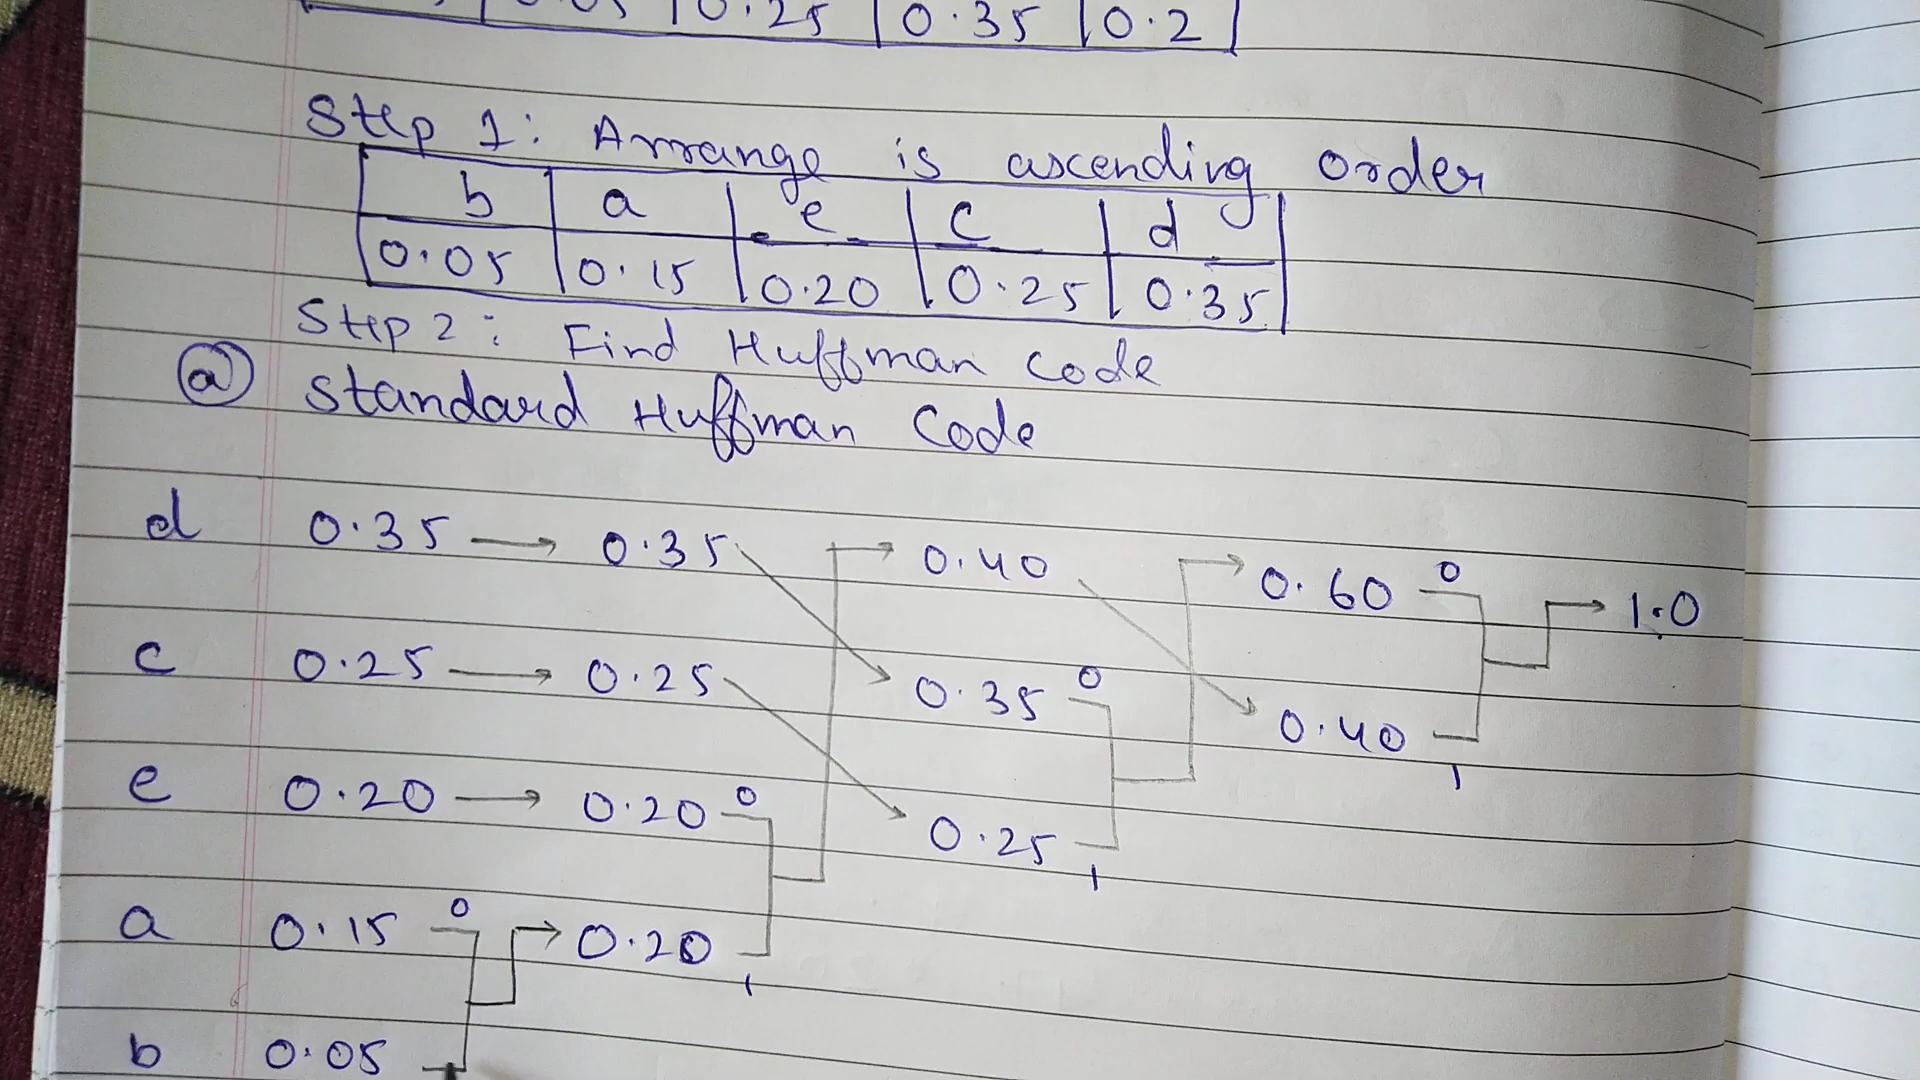 0.25 0.35 0.2
Step 1: Arrange is ascending order
b a e c d
0.05 0.15 0.20 0.25 0.35
Step 2: Find Huffman Code
(a) Standard Huffman Code
d 0.35 → 0.35 → 0.40 → 0.60 0 → 1.0
c 0.25 → 0.25 → 0.35 0 → 0.40 1
e 0.20 → 0.20 0 0.25 1
a 0.15 0 → 0.20 1
b 0.05